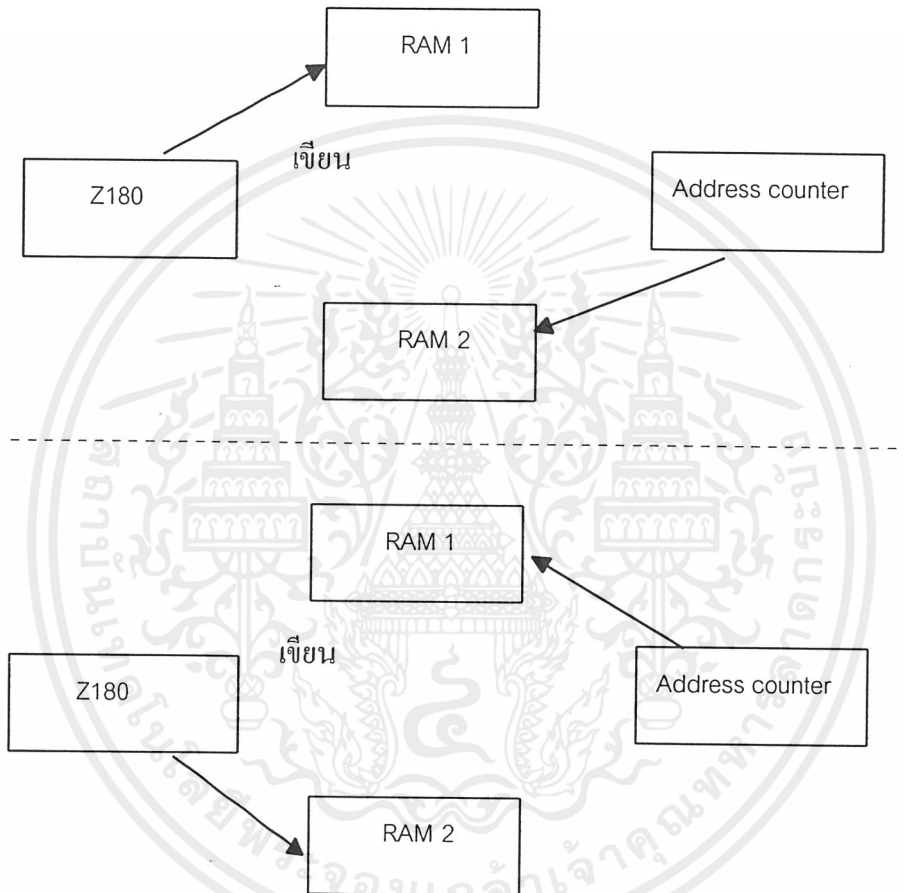 RAM 1
เขียน
Z180
Address counter
RAM 2
RAM 1
เขียน
Z180
Address counter
RAM 2